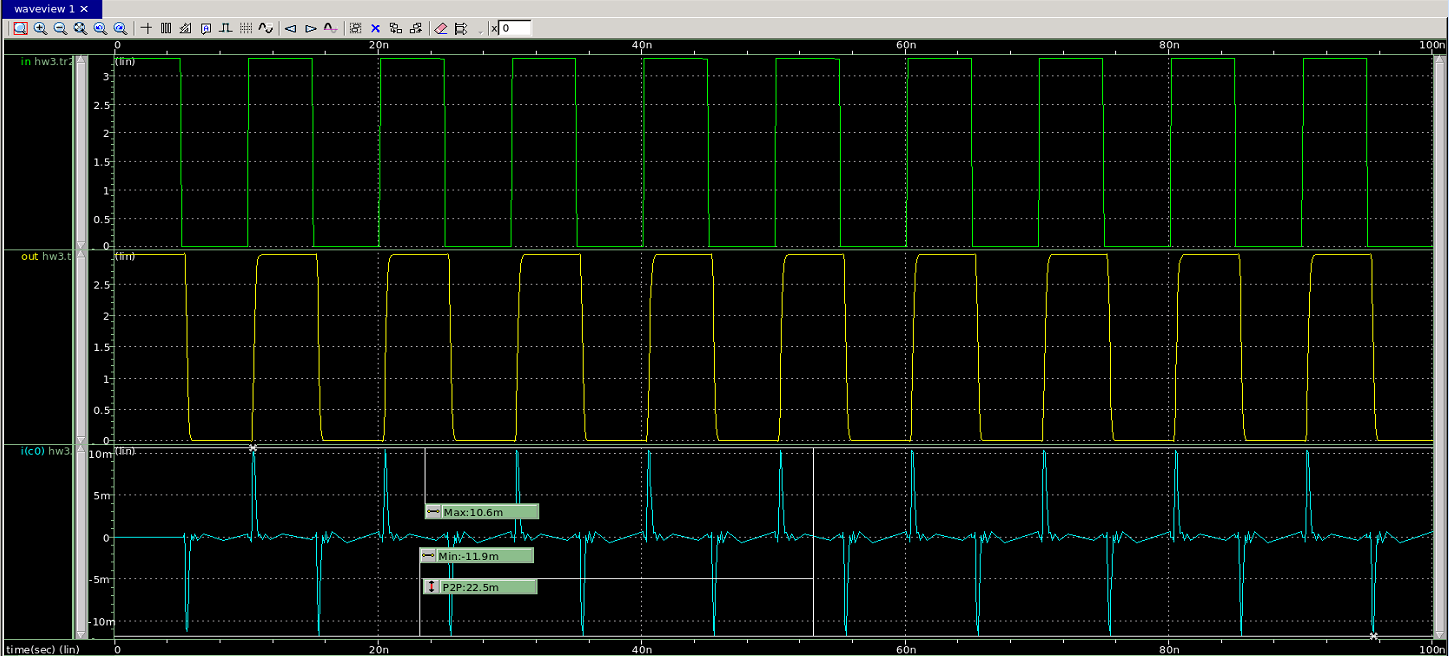 waveview 1 ×
x 0
0 20n 40n 60n 80n 100n
in hw3.tr2 (lin)
3
2.5
2
1.5
1
0.5
0
out hw3.t (lin)
2.5
2
1.5
1
0.5
0
i(c0) hw3. (lin)
10m
5m
0
-5m
-10m
Max:10.6m
Min:-11.9m
P2P:22.5m
time(sec) (lin) 0 20n 40n 60n 80n 100n